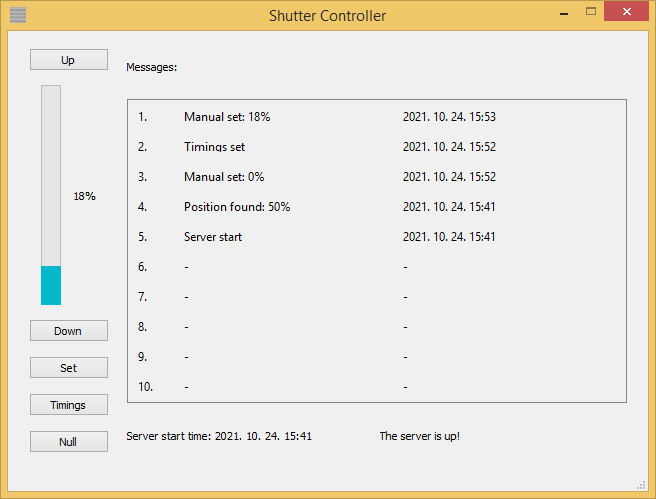 Shutter Controller
Up
Messages:
1. Manual set: 18% 2021. 10. 24. 15:53
2. Timings set 2021. 10. 24. 15:52
3. Manual set: 0% 2021. 10. 24. 15:52
18%
4. Position found: 50% 2021. 10. 24. 15:41
5. Server start 2021. 10. 24. 15:41
6. - -
7. - -
8. - -
Down
9. - -
Set
10. - -
Timings
Null
Server start time: 2021. 10. 24. 15:41 The server is up!